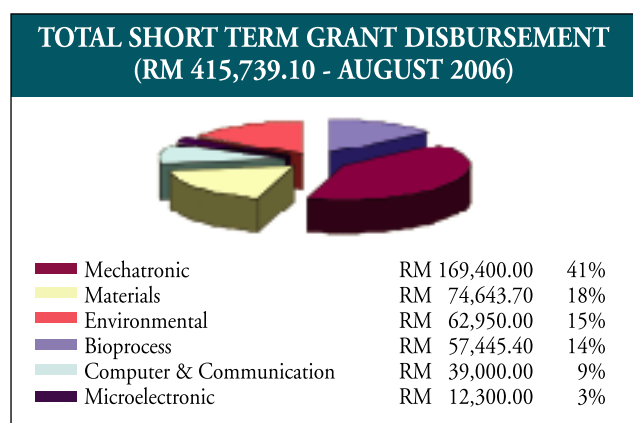 TOTAL SHORT TERM GRANT DISBURSEMENT
(RM 415,739.10 - AUGUST 2006)
Mechatronic RM 169,400.00 41%
Materials RM 74,643.70 18%
Environmental RM 62,950.00 15%
Bioprocess RM 57,445.40 14%
Computer & Communication RM 39,000.00 9%
Microelectronic RM 12,300.00 3%